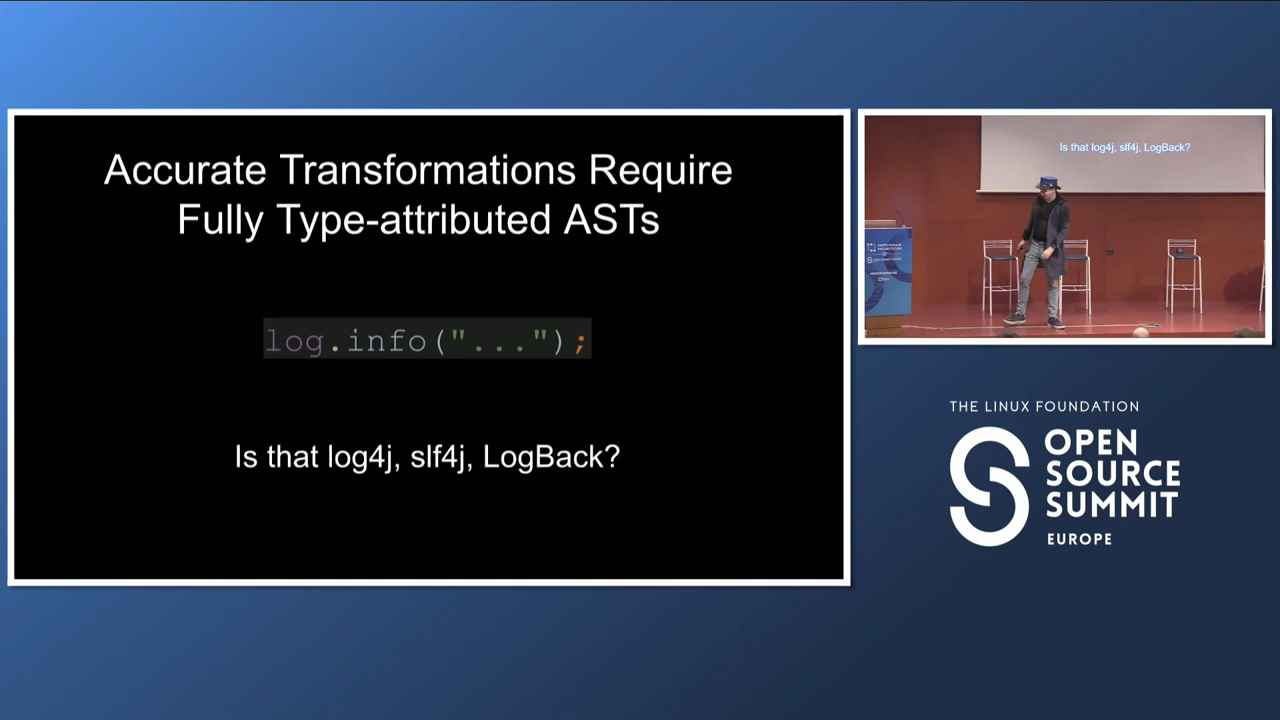 Accurate Transformations Require
Fully Type-attributed ASTs
log.info("...");
Is that log4j, slf4j, LogBack?
Is that log4j, slf4j, LogBack?
THE LINUX FOUNDATION
OPEN
SOURCE
SUMMIT
EUROPE